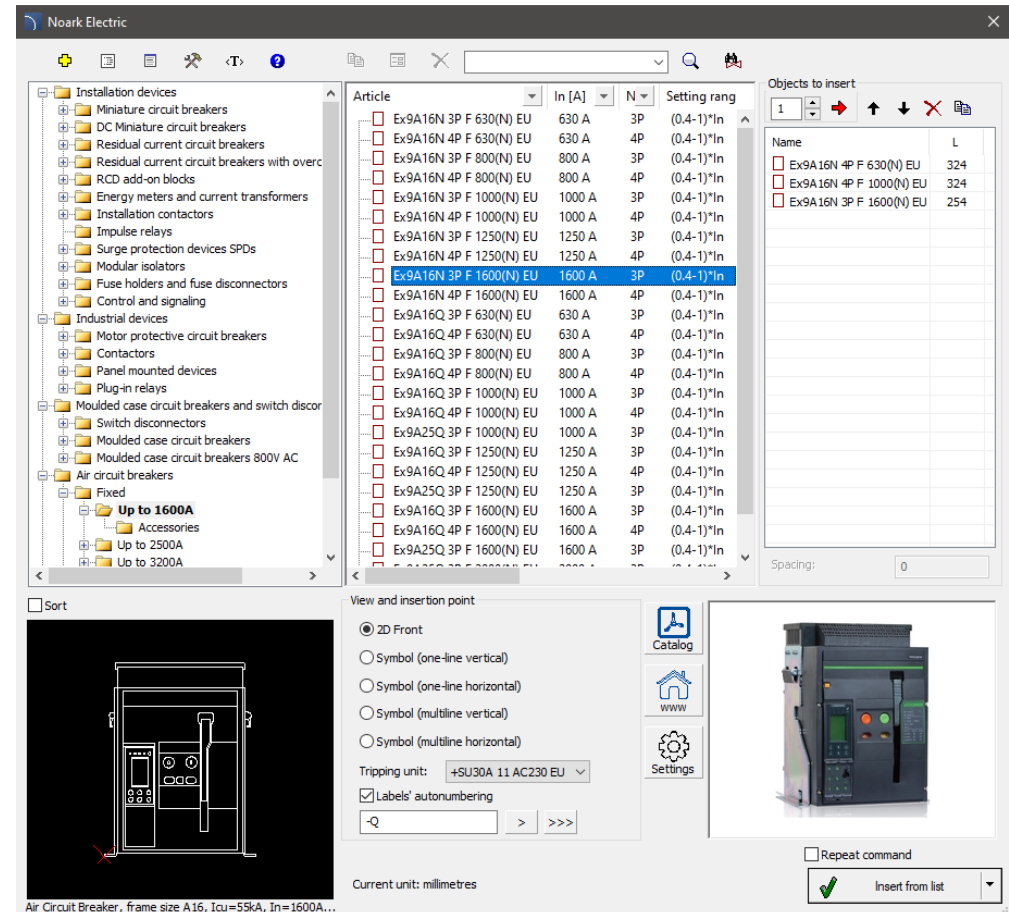 Noark Electric
‹T›
Installation devices
Miniature circuit breakers
DC Miniature circuit breakers
Residual current circuit breakers
Residual current circuit breakers with overc
RCD add-on blocks
Energy meters and current transformers
Installation contactors
Impulse relays
Surge protection devices SPDs
Modular isolators
Fuse holders and fuse disconnectors
Control and signaling
Industrial devices
Motor protective circuit breakers
Contactors
Panel mounted devices
Plug-in relays
Moulded case circuit breakers and switch discor
Switch disconnectors
Moulded case circuit breakers
Moulded case circuit breakers 800V AC
Air circuit breakers
Fixed
Up to 1600A
Accessories
Up to 2500A
Up to 3200A
Article In [A] N Setting rang
Ex9A16N 3P F 630(N) EU 630 A 3P (0.4-1)*In
Ex9A16N 4P F 630(N) EU 630 A 4P (0.4-1)*In
Ex9A16N 3P F 800(N) EU 800 A 3P (0.4-1)*In
Ex9A16N 4P F 800(N) EU 800 A 4P (0.4-1)*In
Ex9A16N 3P F 1000(N) EU 1000 A 3P (0.4-1)*In
Ex9A16N 4P F 1000(N) EU 1000 A 4P (0.4-1)*In
Ex9A16N 3P F 1250(N) EU 1250 A 3P (0.4-1)*In
Ex9A16N 4P F 1250(N) EU 1250 A 4P (0.4-1)*In
Ex9A16N 3P F 1600(N) EU 1600 A 3P (0.4-1)*In
Ex9A16N 4P F 1600(N) EU 1600 A 4P (0.4-1)*In
Ex9A16Q 3P F 630(N) EU 630 A 3P (0.4-1)*In
Ex9A16Q 4P F 630(N) EU 630 A 4P (0.4-1)*In
Ex9A16Q 3P F 800(N) EU 800 A 3P (0.4-1)*In
Ex9A16Q 4P F 800(N) EU 800 A 4P (0.4-1)*In
Ex9A16Q 3P F 1000(N) EU 1000 A 3P (0.4-1)*In
Ex9A16Q 4P F 1000(N) EU 1000 A 4P (0.4-1)*In
Ex9A25Q 3P F 1000(N) EU 1000 A 3P (0.4-1)*In
Ex9A16Q 3P F 1250(N) EU 1250 A 3P (0.4-1)*In
Ex9A16Q 4P F 1250(N) EU 1250 A 4P (0.4-1)*In
Ex9A25Q 3P F 1250(N) EU 1250 A 3P (0.4-1)*In
Ex9A16Q 3P F 1600(N) EU 1600 A 3P (0.4-1)*In
Ex9A16Q 4P F 1600(N) EU 1600 A 4P (0.4-1)*In
Ex9A25Q 3P F 1600(N) EU 1600 A 3P (0.4-1)*In
Objects to insert
1
Name L
Ex9A16N 4P F 630(N) EU 324
Ex9A16N 4P F 1000(N) EU 324
Ex9A16N 3P F 1600(N) EU 254
Spacing: 0
Sort
Air Circuit Breaker, frame size A16, Icu=55kA, In=1600A...
View and insertion point
2D Front
Symbol (one-line vertical)
Symbol (one-line horizontal)
Symbol (multiline vertical)
Symbol (multiline horizontal)
Tripping unit: +SU30A 11 AC230 EU
Labels' autonumbering
-Q > >>>
Current unit: millimetres
Catalog
www
Settings
Repeat command
Insert from list